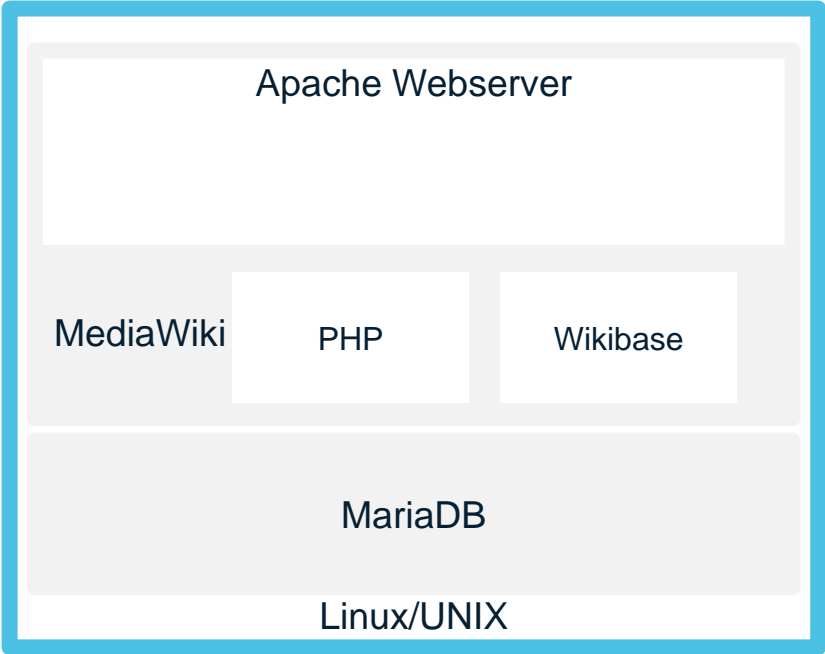 Apache Webserver
MediaWiki
PHP
Wikibase
MariaDB
Linux/UNIX